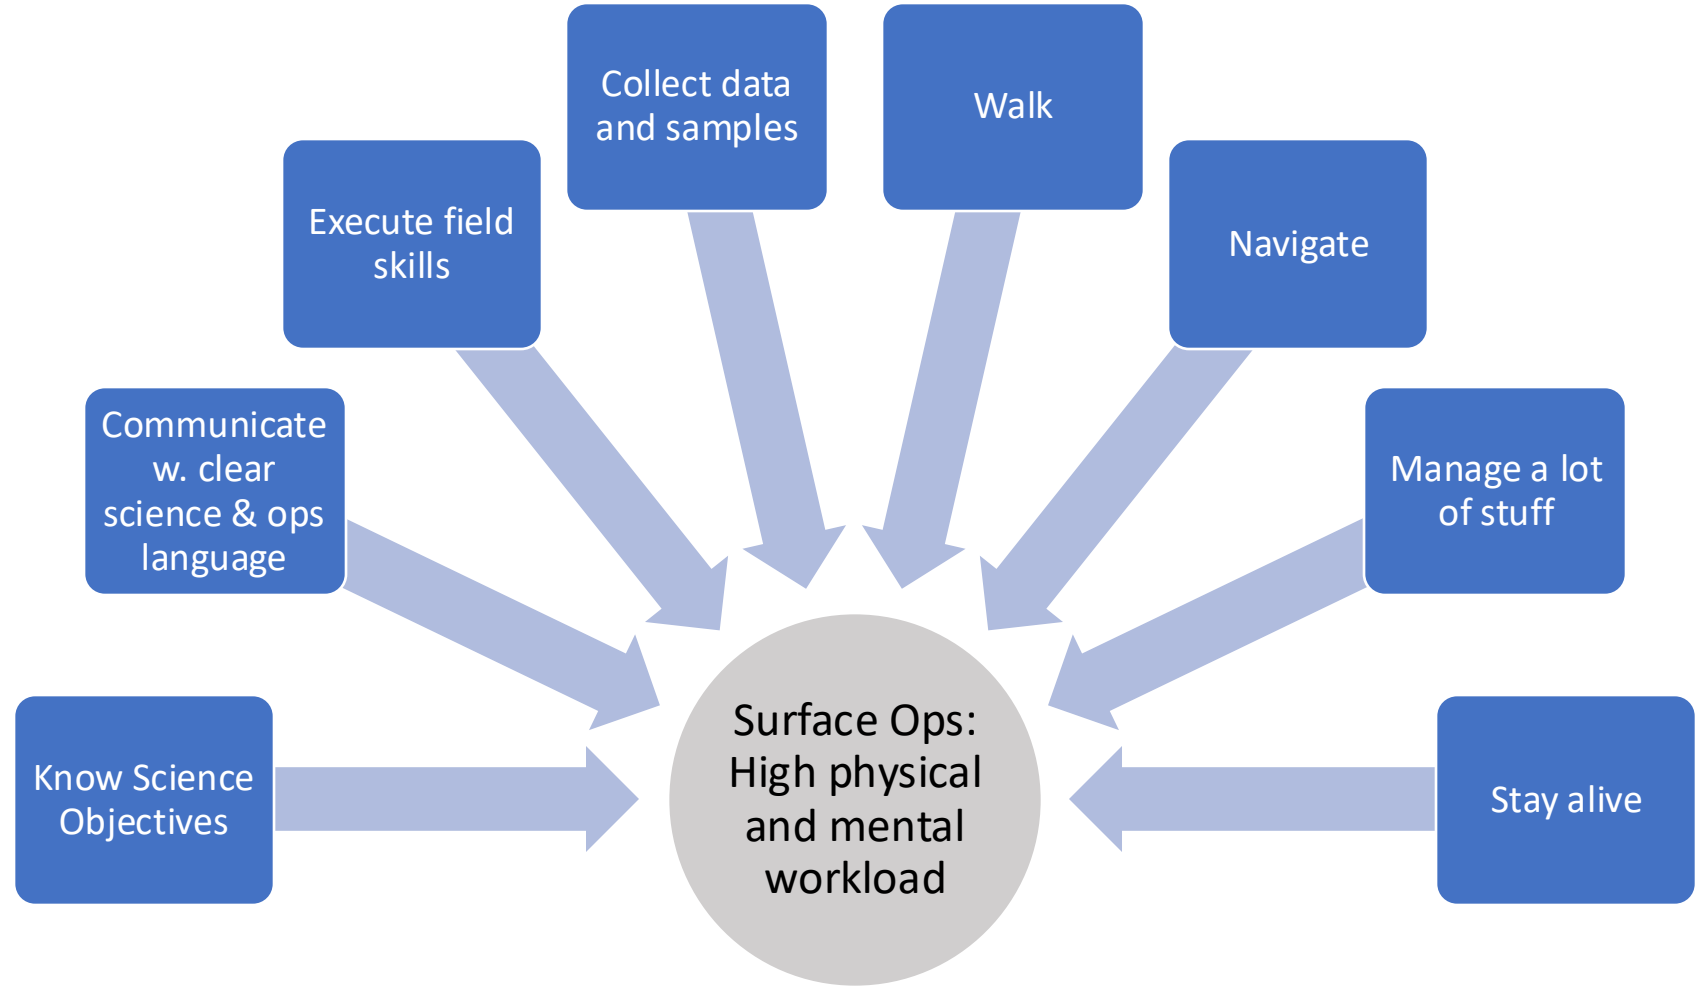 Collect data
and samples
Walk
Execute field
skills
Navigate
Communicate
w. clear
science & ops
language
Manage a lot
of stuff
Know Science
Objectives
Surface Ops:
High physical
and mental
workload
Stay alive